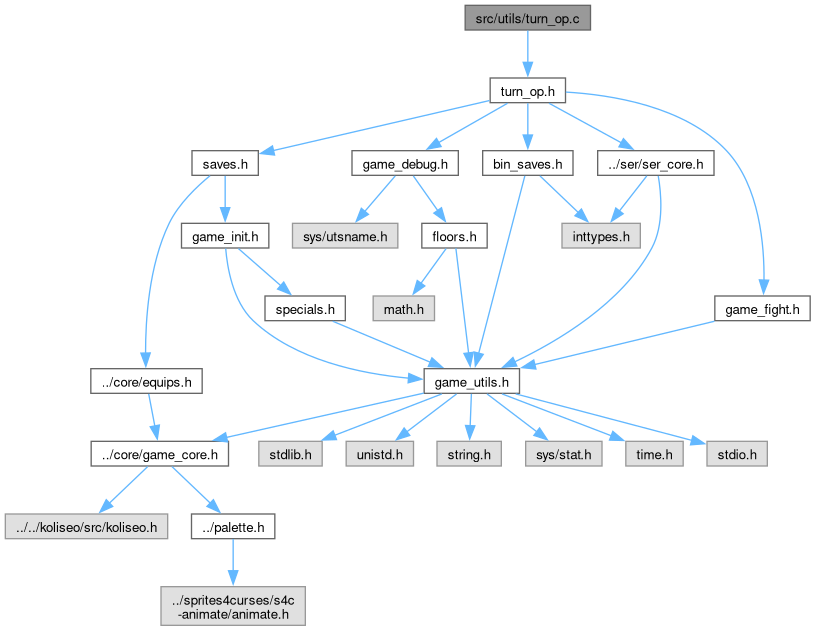 src/utils/turn_op.c
turn_op.h
saves.h
game_debug.h
bin_saves.h
../ser/ser_core.h
game_init.h
sys/utsname.h
floors.h
inttypes.h
specials.h
math.h
game_fight.h
../core/equips.h
game_utils.h
../core/game_core.h
stdlib.h
unistd.h
string.h
sys/stat.h
time.h
stdio.h
../../koliseo/src/koliseo.h
../palette.h
../sprites4curses/s4c
-animate/animate.h